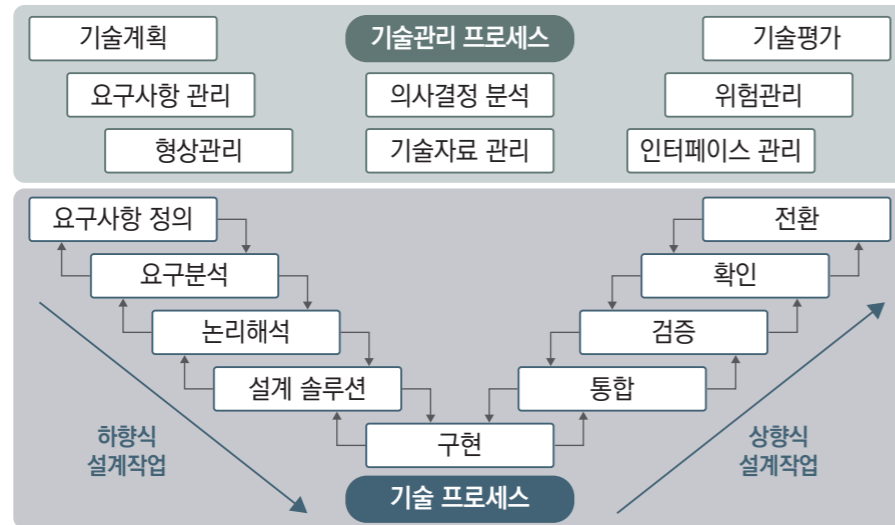 기술계획
기술관리 프로세스
기술평가
요구사항 관리
의사결정 분석
위험관리
형상관리
기술자료 관리
인터페이스 관리
요구사항 정의
전환
요구분석
확인
논리해석
검증
설계 솔루션
통합
구현
하향식
설계작업
상향식
설계작업
기술 프로세스